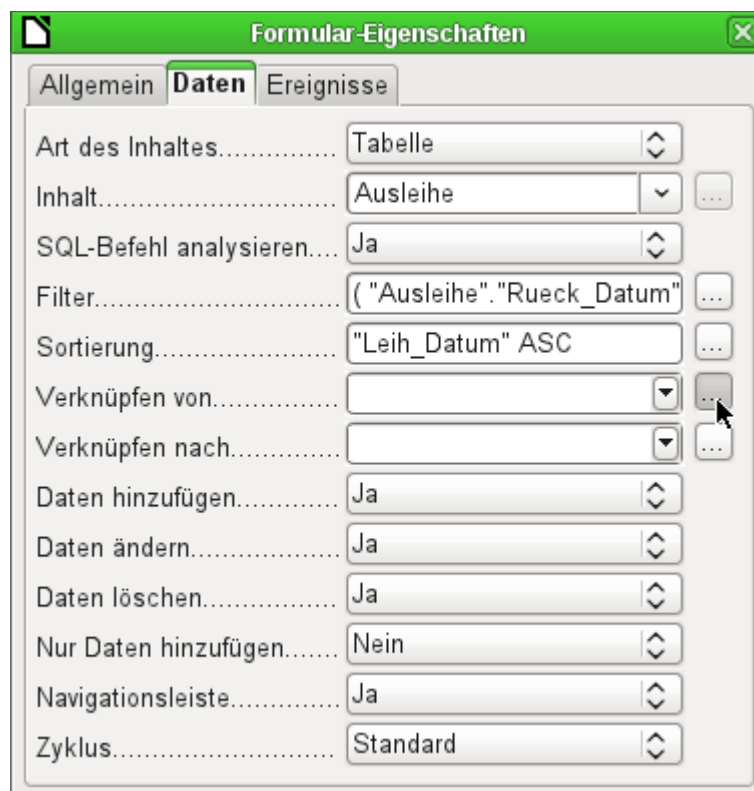 Formular-Eigenschaften
Allgemein Daten Ereignisse
Art des Inhaltes............... Tabelle
Inhalt........................... Ausleihe ...
SQL-Befehl analysieren.... Ja
Filter............................ ( "Ausleihe"."Rueck_Datum" ...
Sortierung...................... "Leih_Datum" ASC ...
Verknüpfen von............... ...
Verknüpfen nach............. ...
Daten hinzufügen............ Ja
Daten ändern.................. Ja
Daten löschen................. Ja
Nur Daten hinzufügen....... Nein
Navigationsleiste.............. Ja
Zyklus........................... Standard